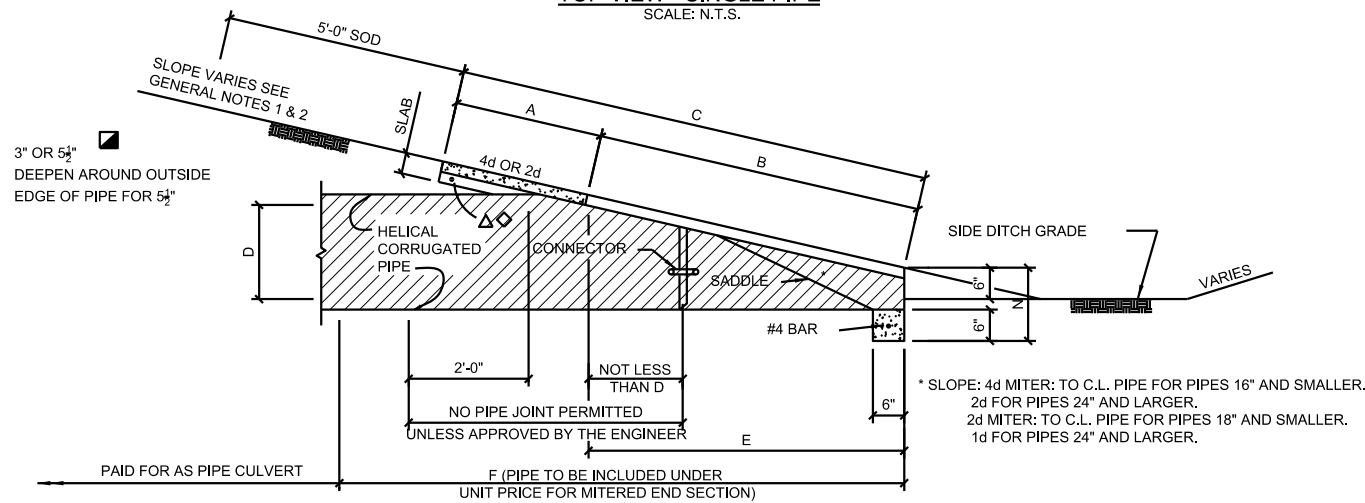 SCALE: N.T.S.
5'-0" SOD
SLOPE VARIES SEE
GENERAL NOTES 1 & 2
SLAB
A
C
B
4d OR 2d
3" OR 5 1/2"
DEEPEN AROUND OUTSIDE
EDGE OF PIPE FOR 5 1/2"
D
HELICAL
CORRUGATED
PIPE
CONNECTOR
SADDLE *
SIDE DITCH GRADE
VARIES
6"
N
6"
#4 BAR
2'-0"
NOT LESS
THAN D
6"
NO PIPE JOINT PERMITTED
UNLESS APPROVED BY THE ENGINEER
E
* SLOPE: 4d MITER: TO C.L. PIPE FOR PIPES 16" AND SMALLER.
2d FOR PIPES 24" AND LARGER.
2d MITER: TO C.L. PIPE FOR PIPES 18" AND SMALLER.
1d FOR PIPES 24" AND LARGER.
PAID FOR AS PIPE CULVERT
F (PIPE TO BE INCLUDED UNDER
UNIT PRICE FOR MITERED END SECTION)